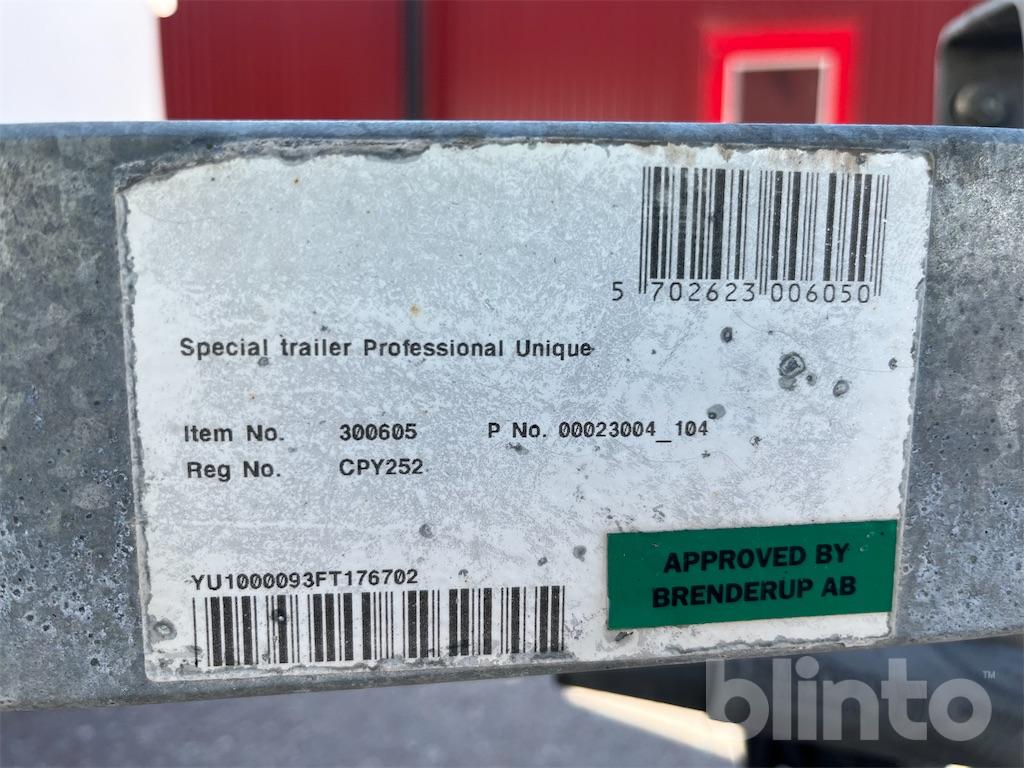 5 702623 006050
Special trailer Professional Unique
Item No. 300605 P No. 00023004_104
Reg No. CPY252
YU1000093FT176702
APPROVED BY
BRENDERUP AB
blinto™